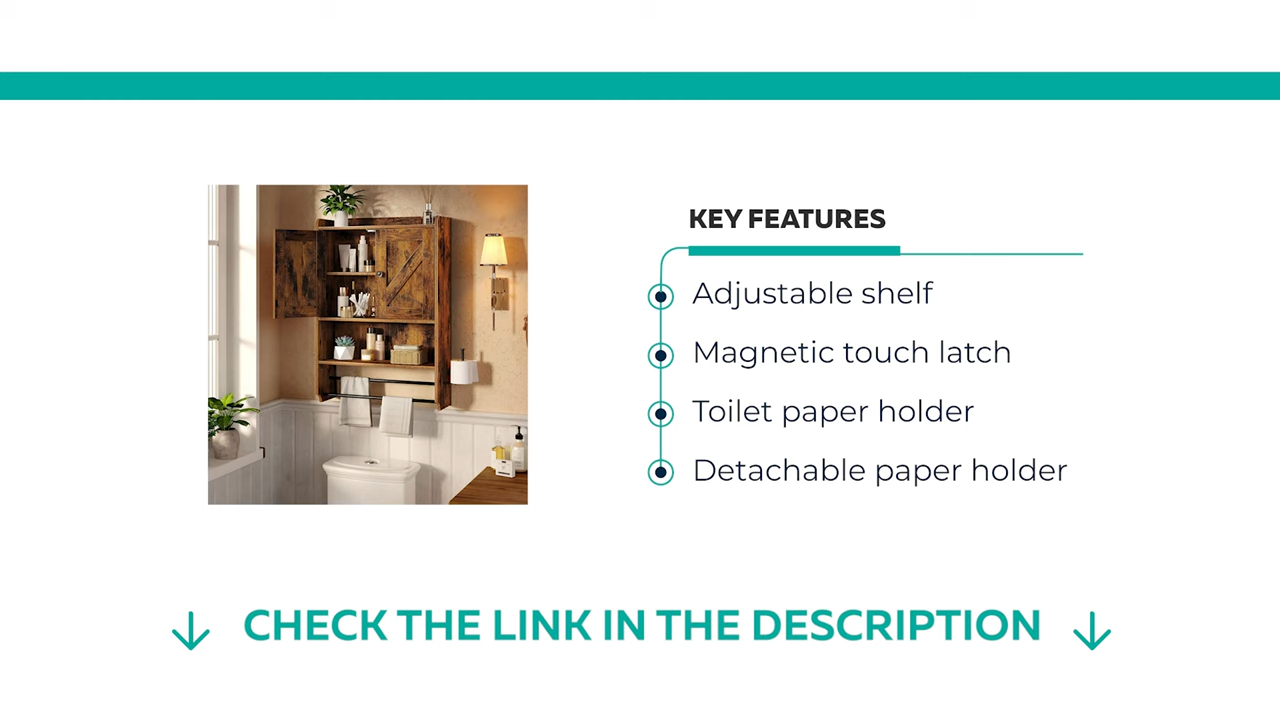 KEY FEATURES
Adjustable shelf
Magnetic touch latch
Toilet paper holder
Detachable paper holder
CHECK THE LINK IN THE DESCRIPTION